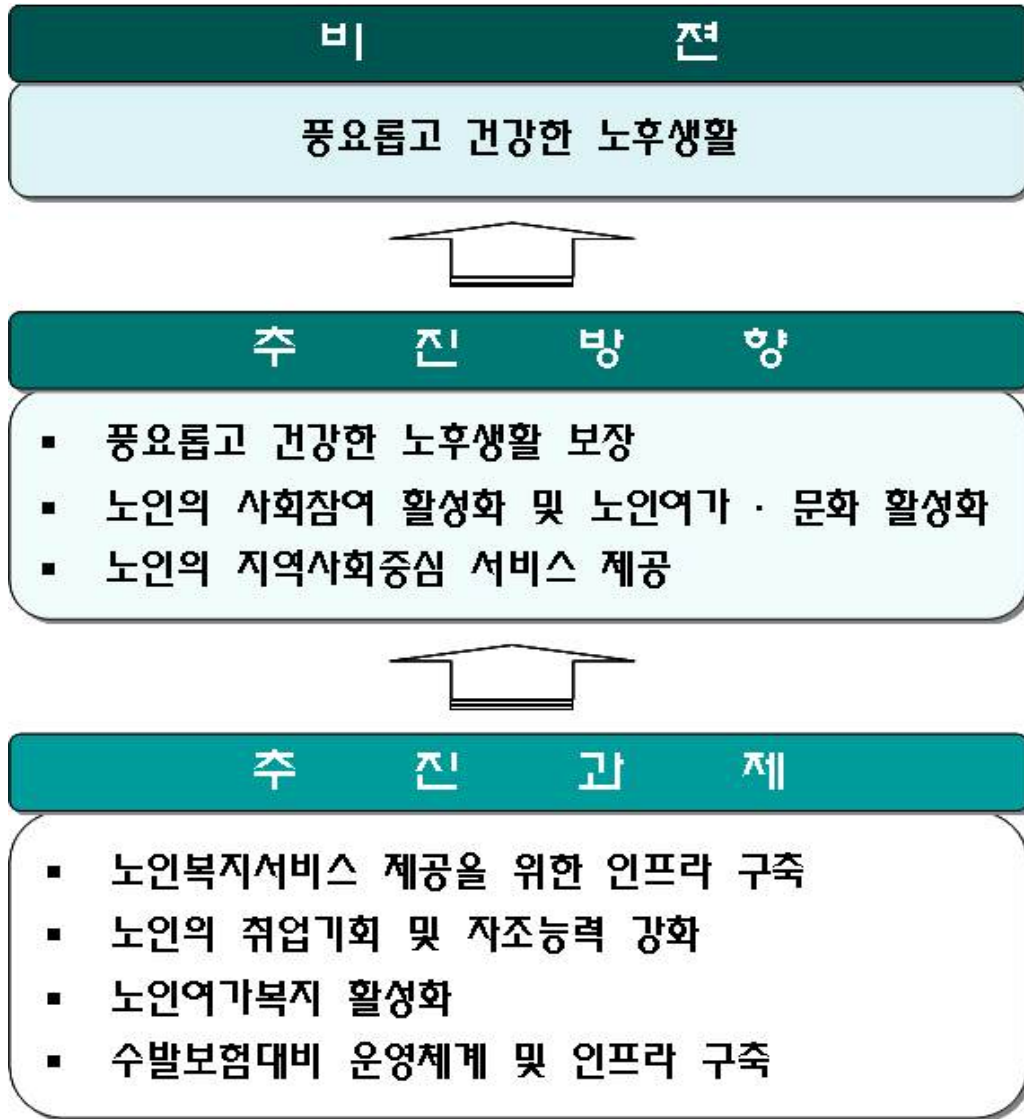 비 젼
풍요롭고 건강한 노후생활
추 진 방 향
▪ 풍요롭고 건강한 노후생활 보장
▪ 노인의 사회참여 활성화 및 노인여가 · 문화 활성화
▪ 노인의 지역사회중심 서비스 제공
추 진 과 제
▪ 노인복지서비스 제공을 위한 인프라 구축
▪ 노인의 취업기회 및 자조능력 강화
▪ 노인여가복지 활성화
▪ 수발보험대비 운영체계 및 인프라 구축